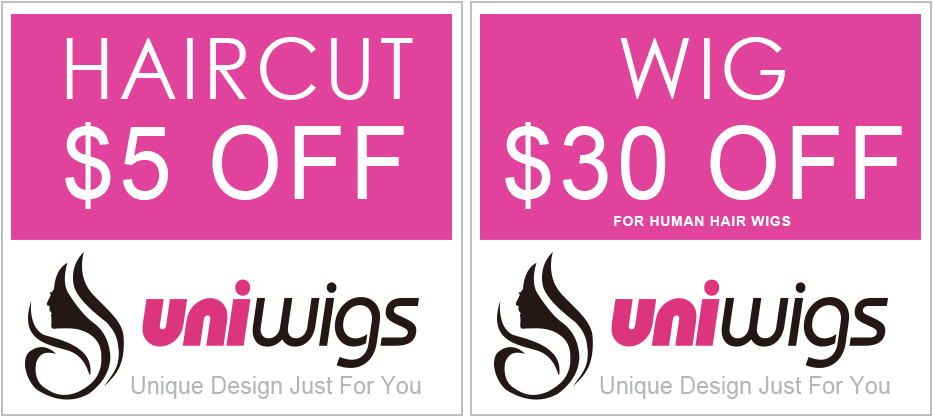 HAIRCUT
$5 OFF
uniwigs
Unique Design Just For You
WIG
$30 OFF
FOR HUMAN HAIR WIGS
uniwigs
Unique Design Just For You